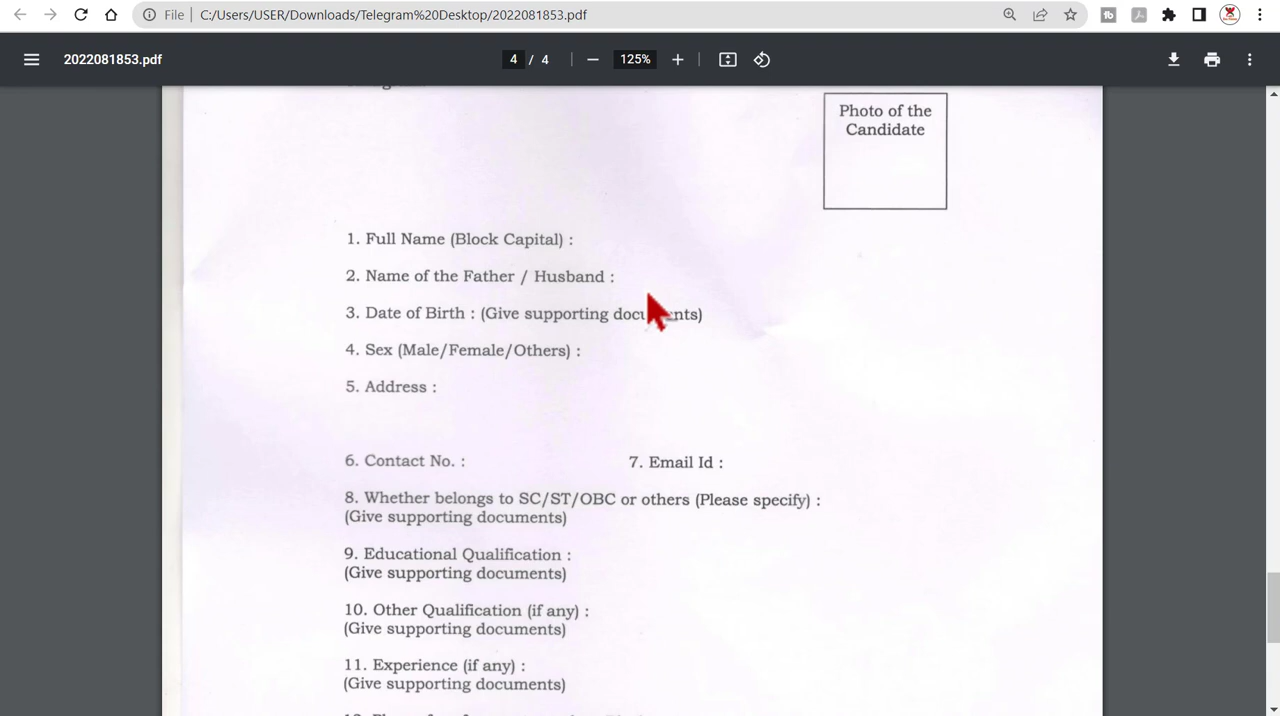 File
C:/Users/USER/Downloads/Telegram%20Desktop/2022081853.pdf
2022081853.pdf
4 / 4
125%
Photo of the
Candidate
1. Full Name (Block Capital) :
2. Name of the Father / Husband :
3. Date of Birth : (Give supporting docu nts)
4. Sex (Male/Female/Others) :
5. Address :
6. Contact No. :
7. Email Id :
8. Whether belongs to SC/ST/OBC or others (Please specify) :
(Give supporting documents)
9. Educational Qualification :
(Give supporting documents)
10. Other Qualification (if any) :
(Give supporting documents)
11. Experience (if any) :
(Give supporting documents)